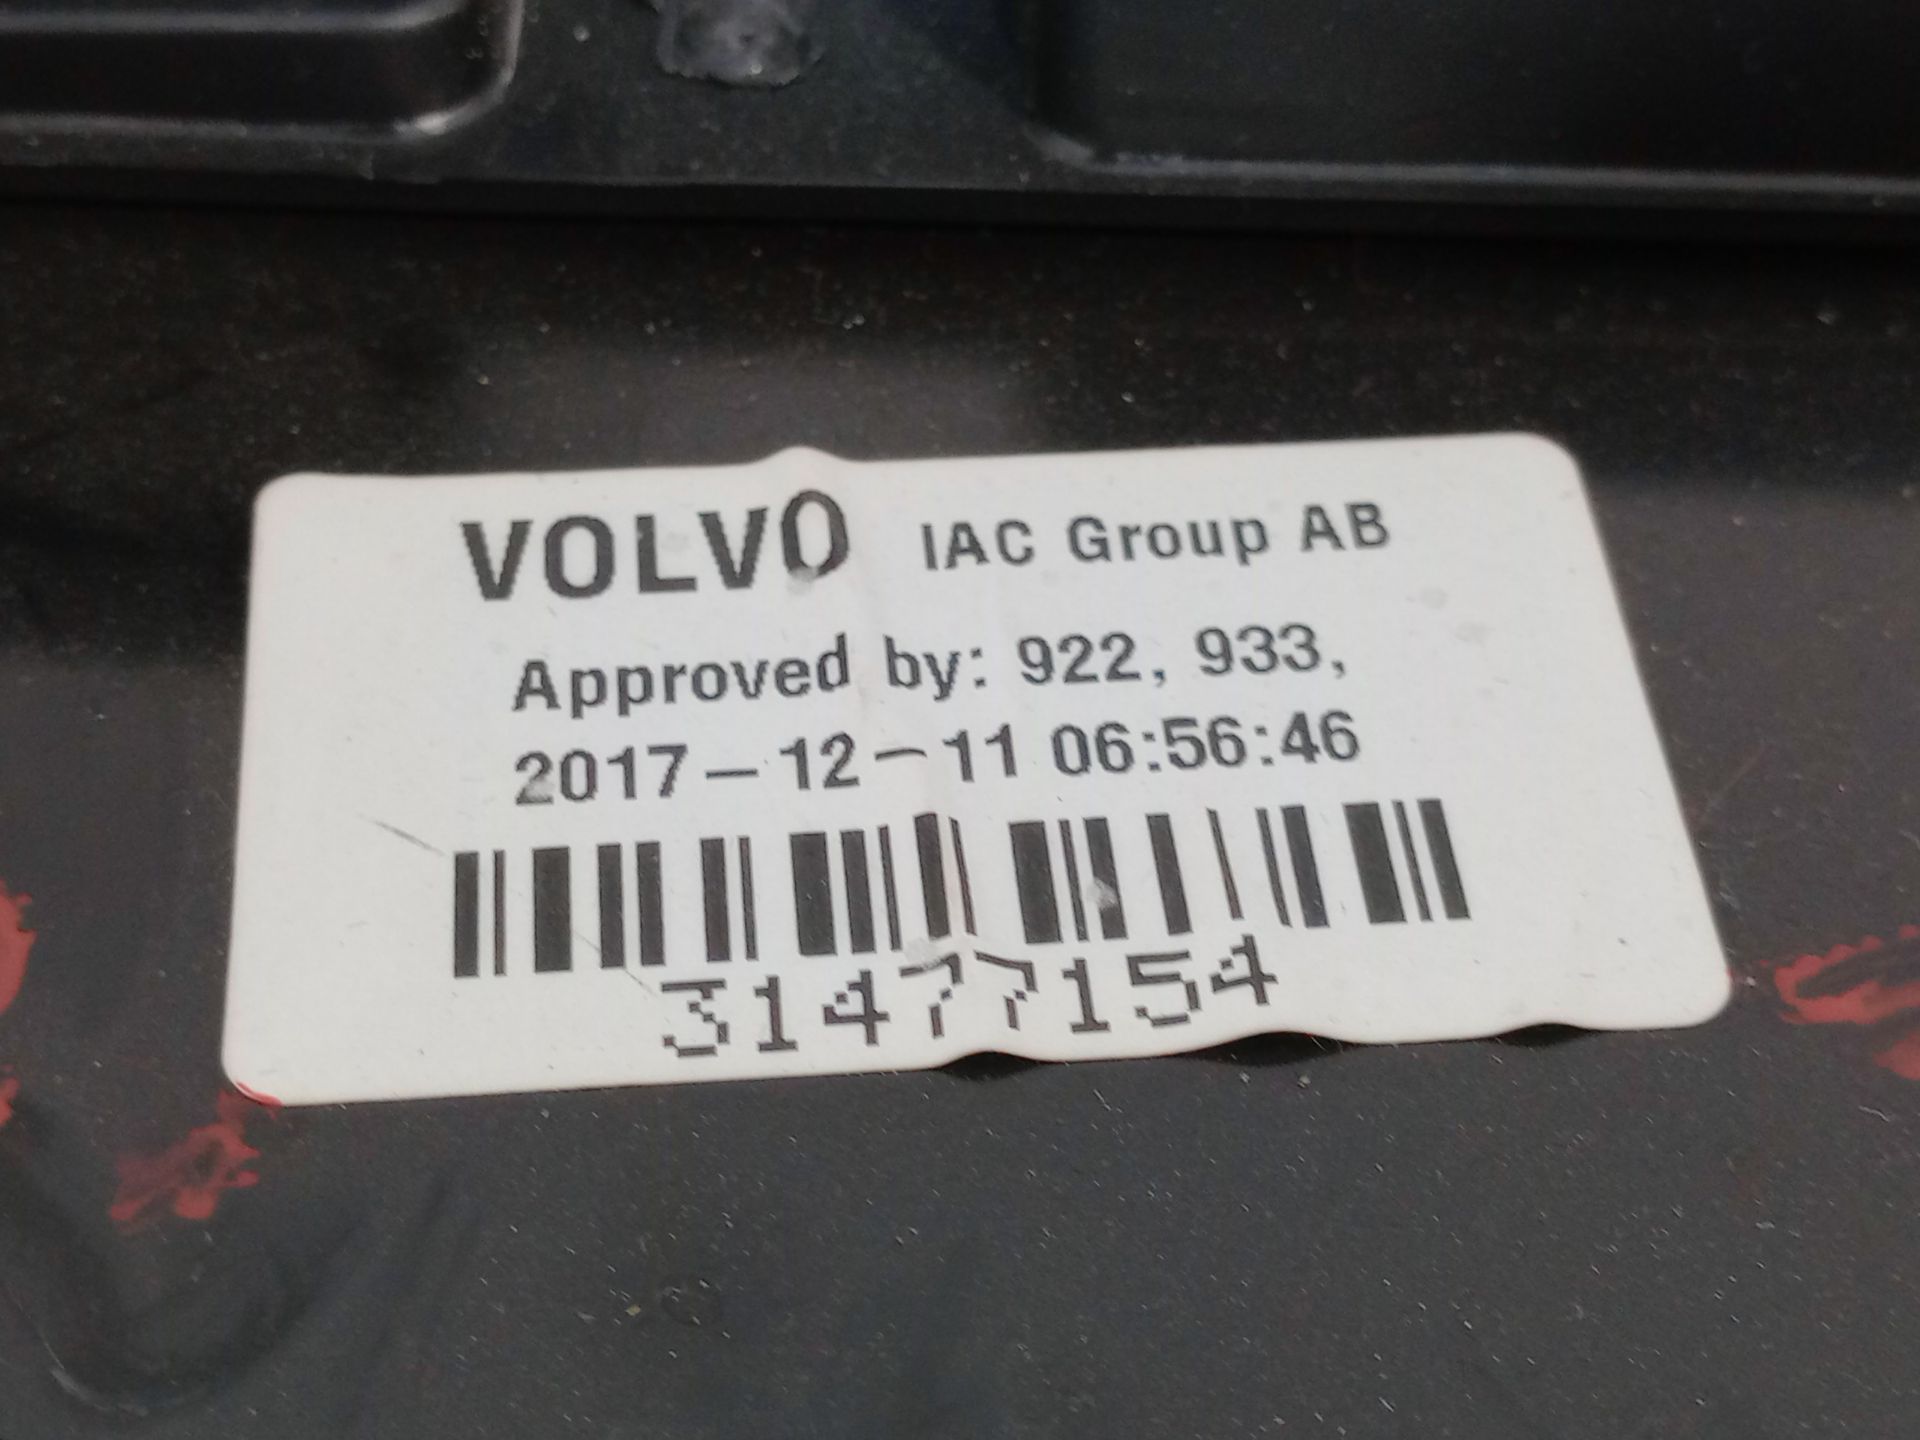 VOLVO IAC Group AB
Approved by: 922, 933,
2017-12-11 06:56:46
31477154